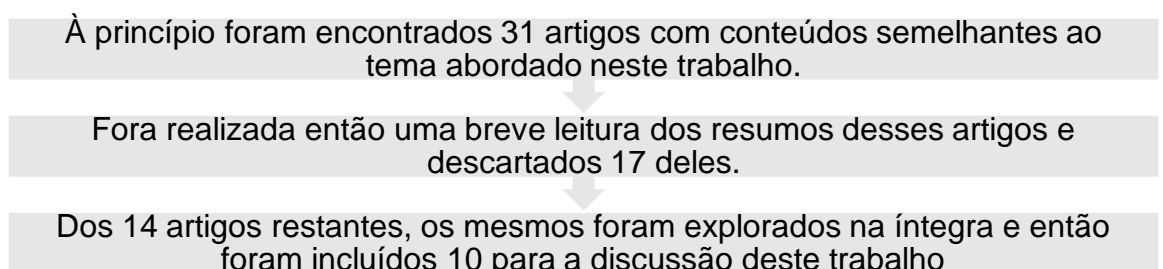 À princípio foram encontrados 31 artigos com conteúdos semelhantes ao
tema abordado neste trabalho.
Fora realizada então uma breve leitura dos resumos desses artigos e
descartados 17 deles.
Dos 14 artigos restantes, os mesmos foram explorados na íntegra e então
foram incluídos 10 para a discussão deste trabalho